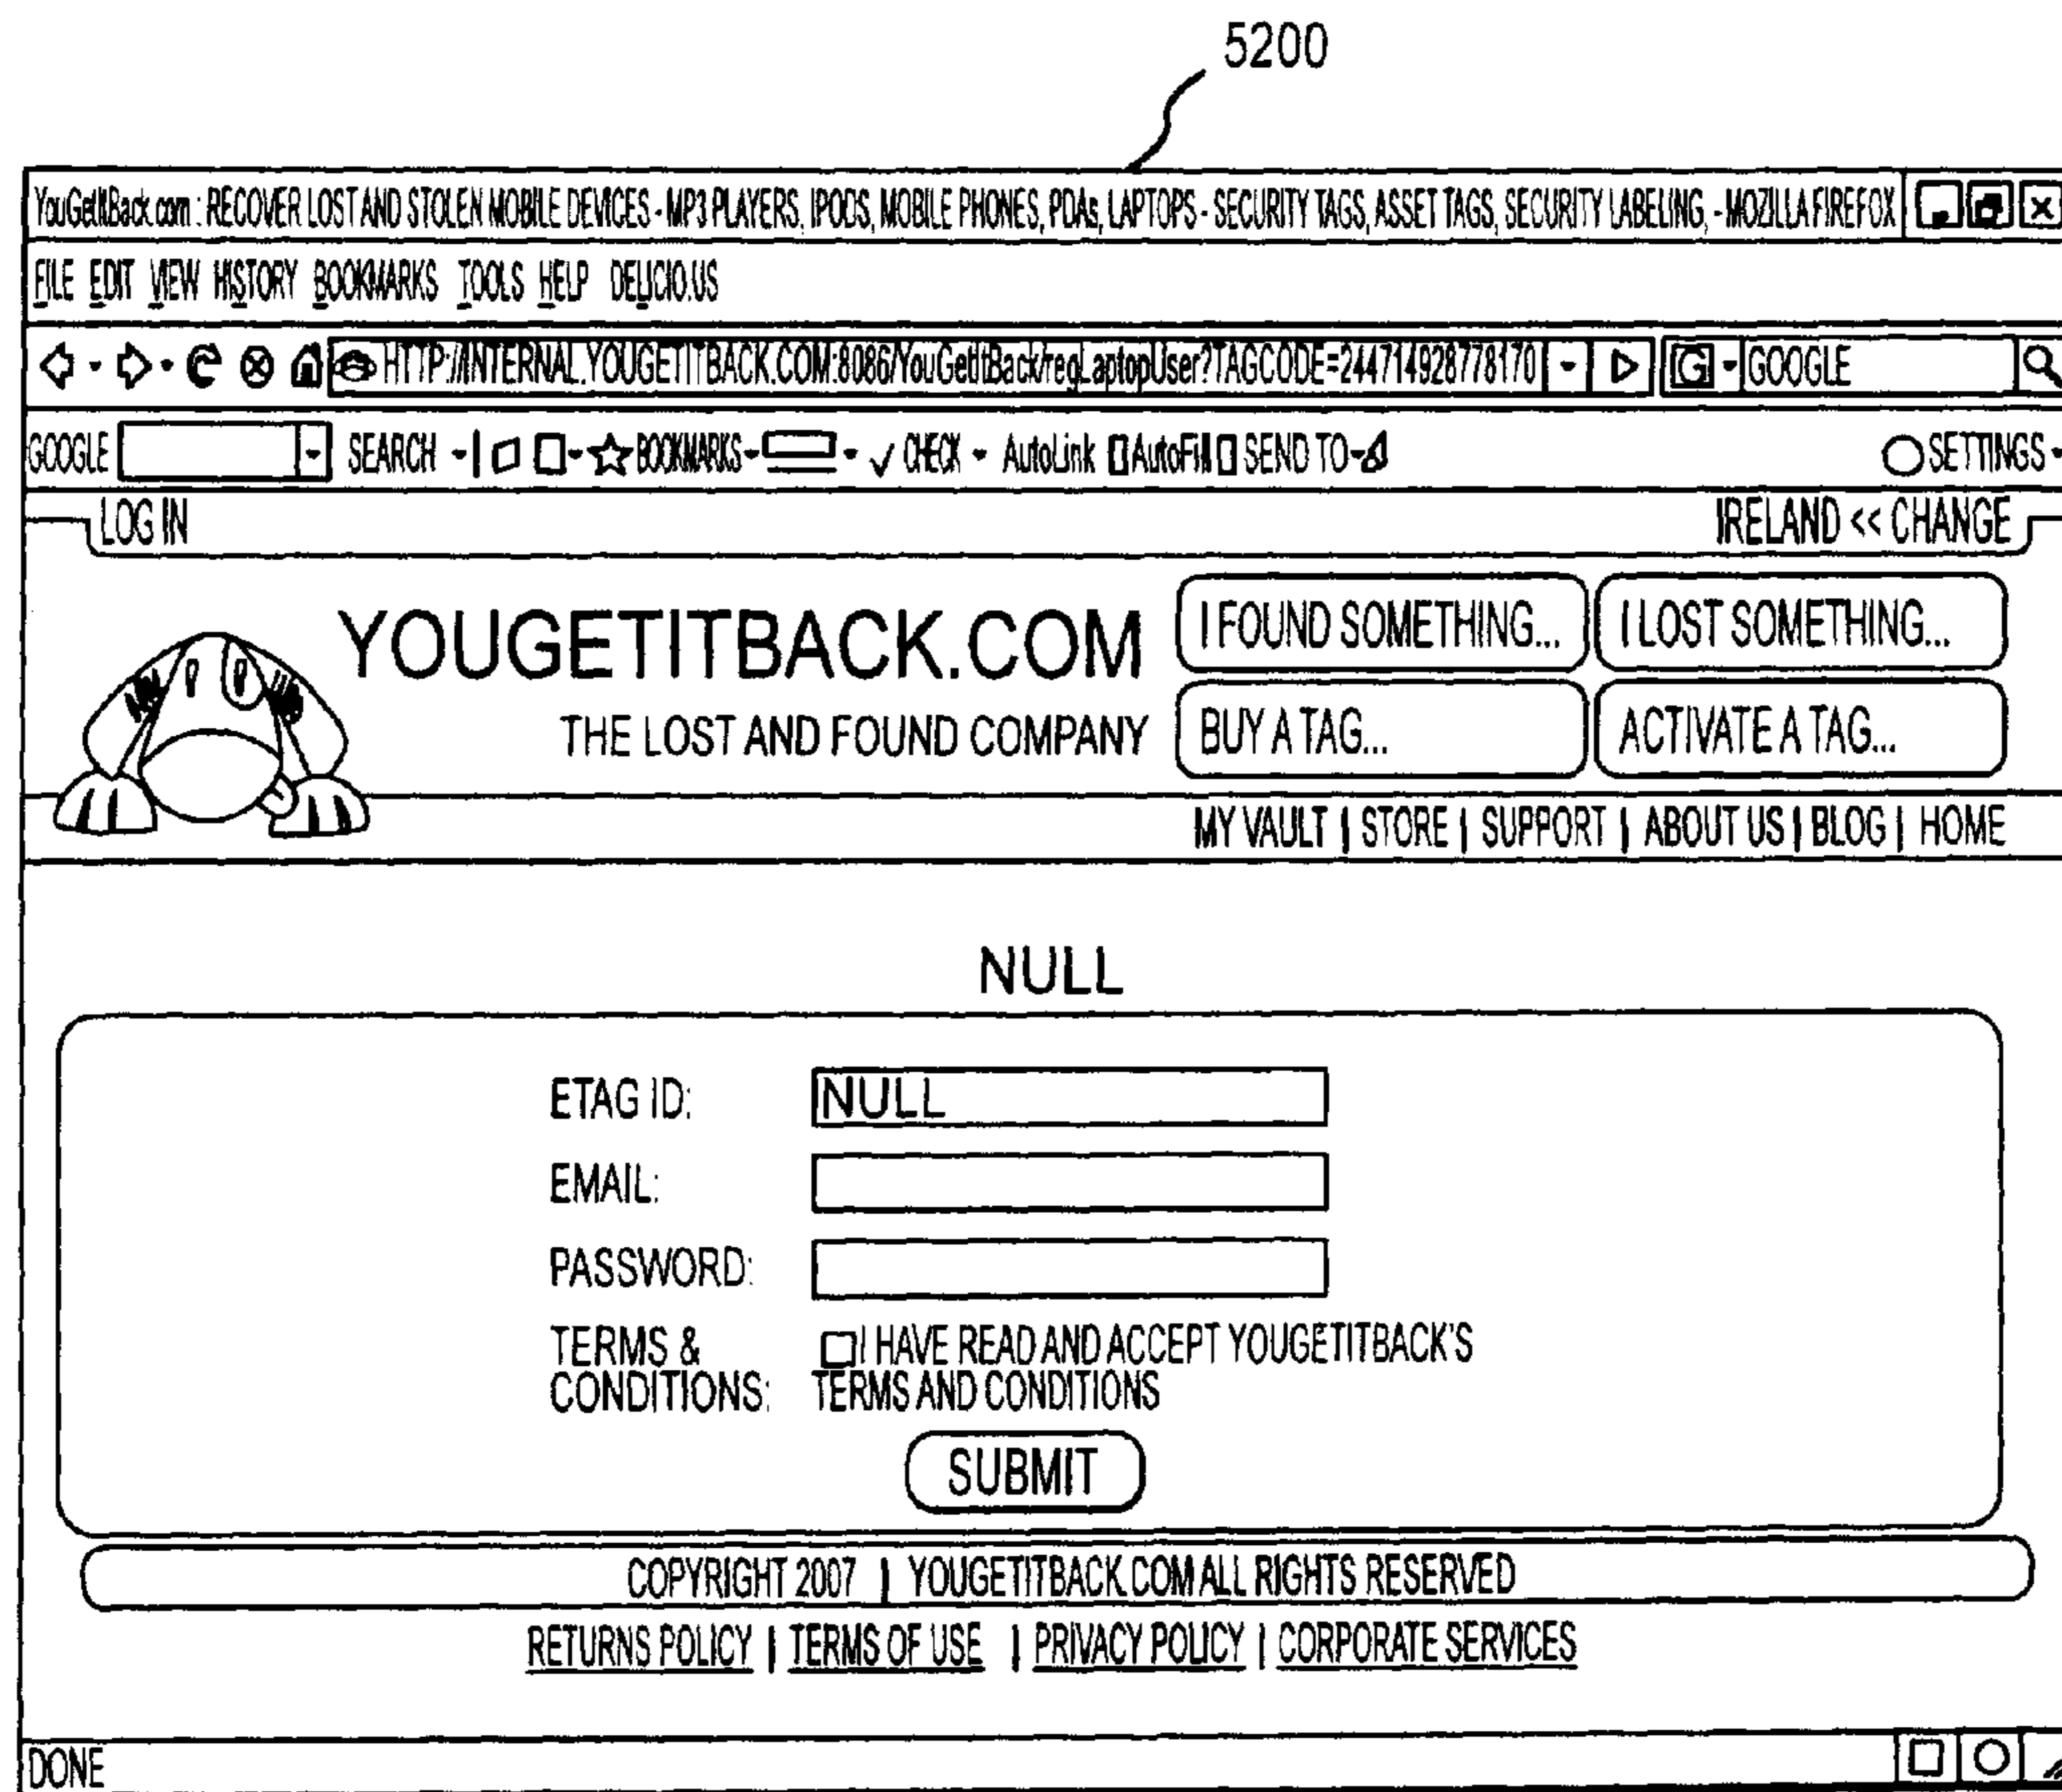 5200
YouGetItBack.com : RECOVER LOST AND STOLEN MOBILE DEVICES - MP3 PLAYERS, IPODS, MOBILE PHONES, PDAs, LAPTOPS - SECURITY TAGS, ASSET TAGS, SECURITY LABELING, - MOZILLA FIREFOX
FILE EDIT VIEW HISTORY BOOKMARKS TOOLS HELP DELICIO.US
HTTP://INTERNAL.YOUGETITBACK.COM:8086/YouGetItBack/regLaptopUser?TAGCODE=244714928778170 G GOOGLE
GOOGLE SEARCH BOOKMARKS CHECK AutoLink AutoFill SEND TO SETTINGS
LOG IN IRELAND << CHANGE
YOUGETITBACK.COM I FOUND SOMETHING... I LOST SOMETHING...
THE LOST AND FOUND COMPANY BUY A TAG... ACTIVATE A TAG...
MY VAULT | STORE | SUPPORT | ABOUT US | BLOG | HOME
NULL
ETAG ID: NULL
EMAIL:
PASSWORD:
TERMS & I HAVE READ AND ACCEPT YOUGETITBACK'S
CONDITIONS: TERMS AND CONDITIONS
SUBMIT
COPYRIGHT 2007 | YOUGETITBACK.COM ALL RIGHTS RESERVED
RETURNS POLICY | TERMS OF USE | PRIVACY POLICY | CORPORATE SERVICES
DONE